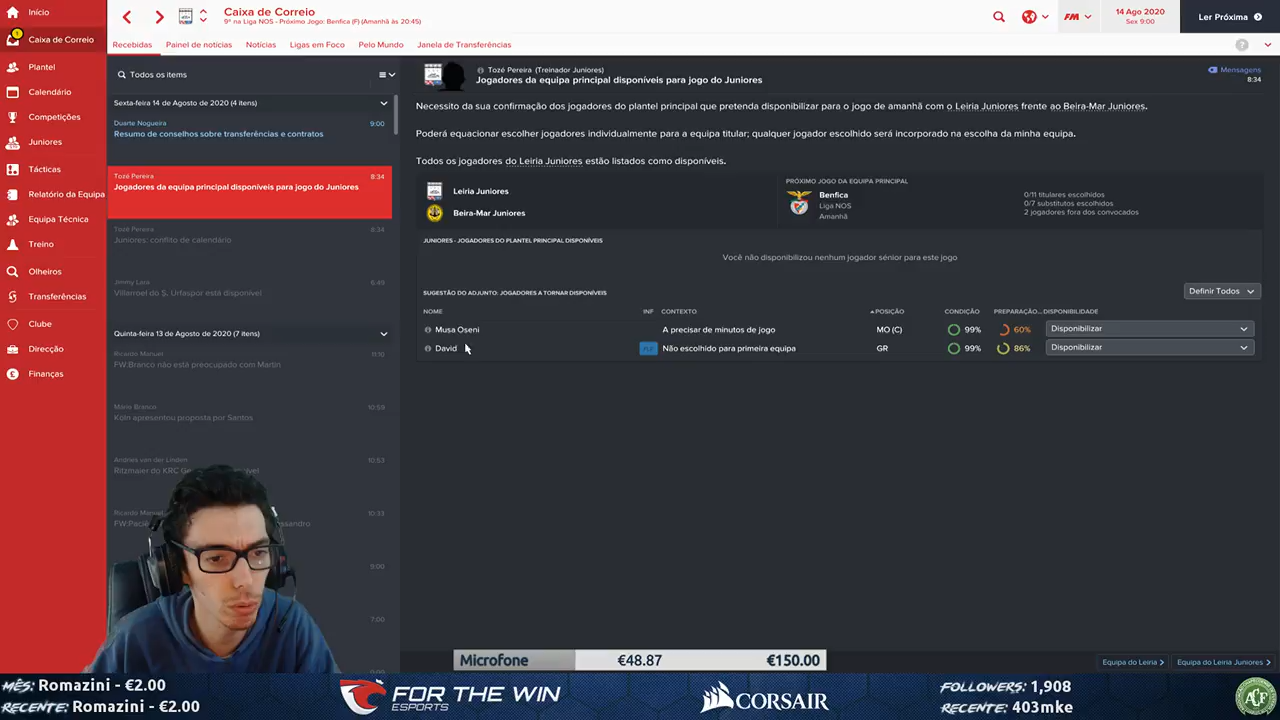 Início
Caixa de Correio
Plantel
Calendário
Competições
Juniores
Tácticas
Relatório da Equipa
Equipa Técnica
Treino
Olheiros
Transferências
Clube
Direcção
Finanças
1
Caixa de Correio
9º na Liga NOS - Próximo Jogo: Benfica (F) (Amanhã às 20:45)
FM
14 Ago 2020
Sex 9:00
Ler Próxima
Recebidas
Painel de notícias
Notícias
Ligas em Foco
Pelo Mundo
Janela de Transferências
?
Todos os items
Sexta-feira 14 de Agosto de 2020 (4 itens)
Duarte Nogueira 9:00
Resumo de conselhos sobre transferências e contratos
Tozé Pereira 8:34
Jogadores da equipa principal disponíveis para jogo do Juniores
Tozé Pereira 8:34
Juniores: conflito de calendário
Jimmy Lara 6:49
Villarroel do S. Urfaspor está disponível
Quinta-feira 13 de Agosto de 2020 (7 itens)
Ricardo Manuel 11:10
FW:Branco não está preocupado com Martin
Mário Branco 10:59
Köln apresentou proposta por Santos
Andries van der Linden 10:53
Ritzmaier do KRC
Ricardo Manuel 10:33
9:00
7:00
Tozé Pereira (Treinador Juniores)
Jogadores da equipa principal disponíveis para jogo do Juniores
Mensagens
8:34
Necessito da sua confirmação dos jogadores do plantel principal que pretenda disponibilizar para o jogo de amanhã com o Leiria Juniores frente ao Beira-Mar Juniores.
Poderá equacionar escolher jogadores individualmente para a equipa titular; qualquer jogador escolhido será incorporado na escolha da minha equipa.
Todos os jogadores do Leiria Juniores estão listados como disponíveis.
Leiria Juniores
Beira-Mar Juniores
PRÓXIMO JOGO DA EQUIPA PRINCIPAL
Benfica
Liga NOS
Amanhã
0/11 titulares escolhidos
0/7 substitutos escolhidos
2 jogadores fora dos convocados
JUNIORES - JOGADORES DO PLANTEL PRINCIPAL DISPONÍVEIS
Você não disponibilizou nenhum jogador sénior para este jogo
SUGESTÃO DO ADJUNTO: JOGADORES A TORNAR DISPONÍVEIS
Definir Todos
NOME INF CONTEXTO POSIÇÃO CONDIÇÃO PREPARAÇÃO... DISPONIBILIDADE
Musa Oseni A precisar de minutos de jogo MO (C) 99% 60% Disponibilizar
David Não escolhido para primeira equipa GR 99% 86% Disponibilizar
Equipa do Leiria
Equipa do Leiria Juniores
Microfone €48.87 €150.00
MÊS: Romazini - €2.00
RECENTE: Romazini - €2.00
FOR THE WIN
ESPORTS
CORSAIR
FOLLOWERS: 1,908
RECENTE: 403mke
ACF